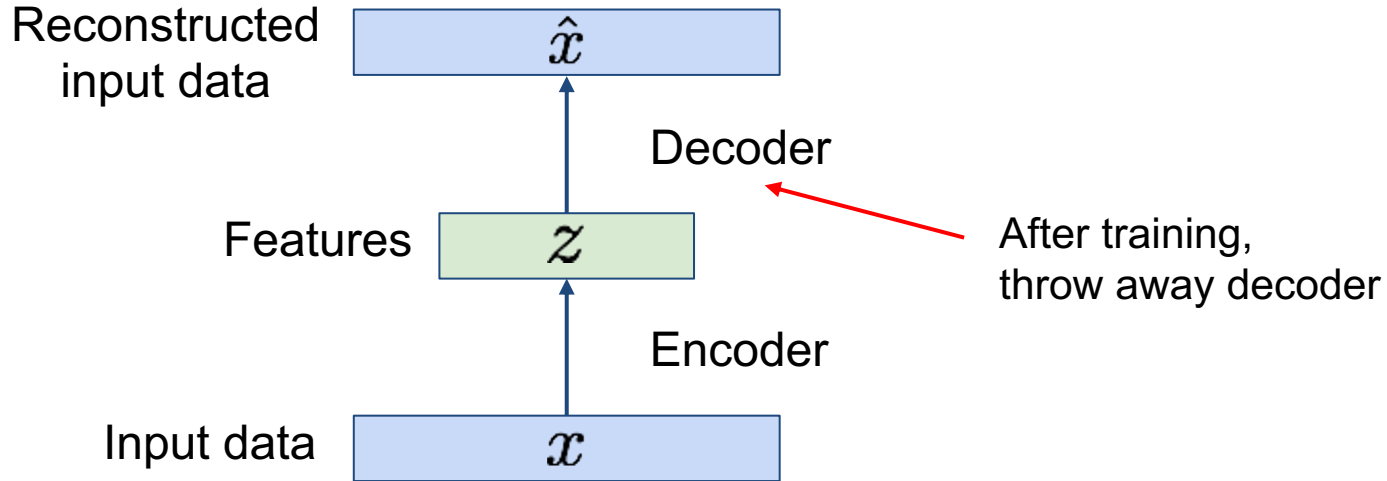 Reconstructed
input data
x̂
Decoder
Features
z
After training,
throw away decoder
Encoder
Input data
x